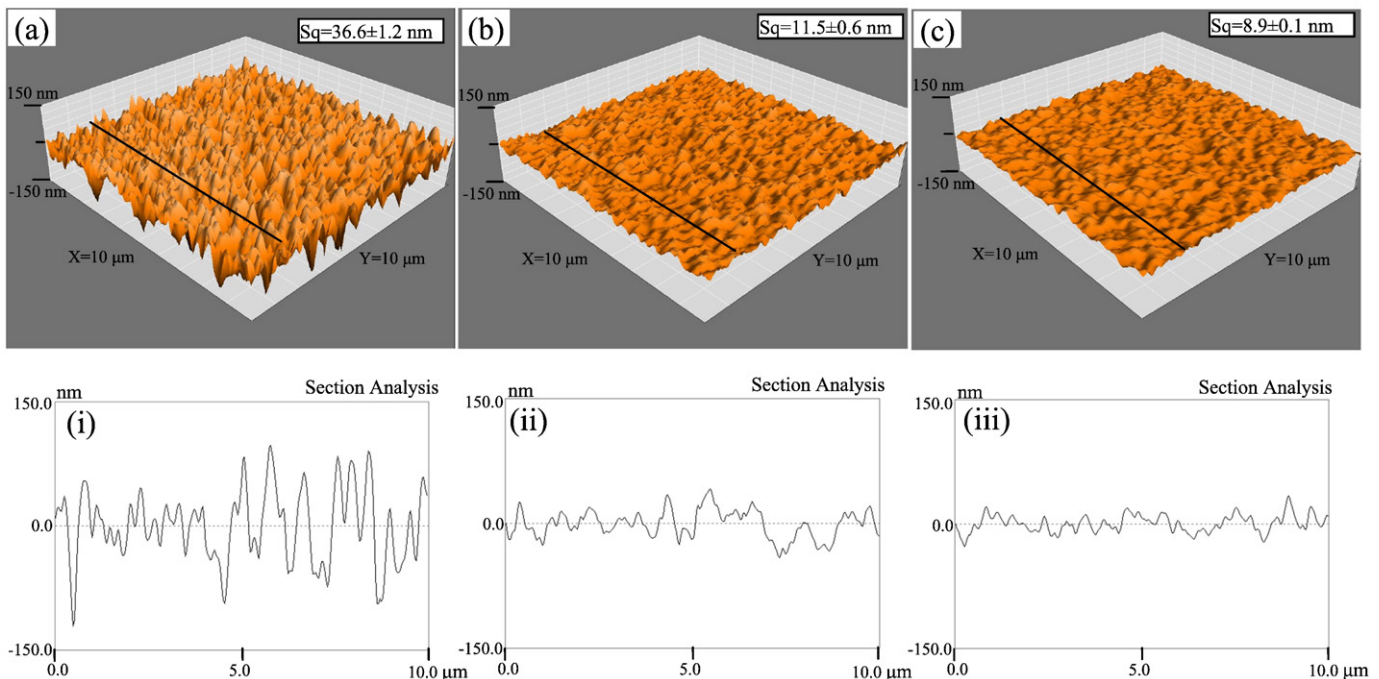 (a)
Sq=36.6±1.2 nm
150 nm
-150 nm
X=10 μm
Y=10 μm
(b)
Sq=11.5±0.6 nm
150 nm
-150 nm
X=10 μm
Y=10 μm
(c)
Sq=8.9±0.1 nm
150 nm
-150 nm
X=10 μm
Y=10 μm
nm
Section Analysis
150.0
(i)
0.0
-150.0
0.0
5.0
10.0 μm
nm
Section Analysis
150.0
(ii)
0.0
-150.0
0.0
5.0
10.0 μm
nm
Section Analysis
150.0
(iii)
0.0
-150.0
0.0
5.0
10.0 μm